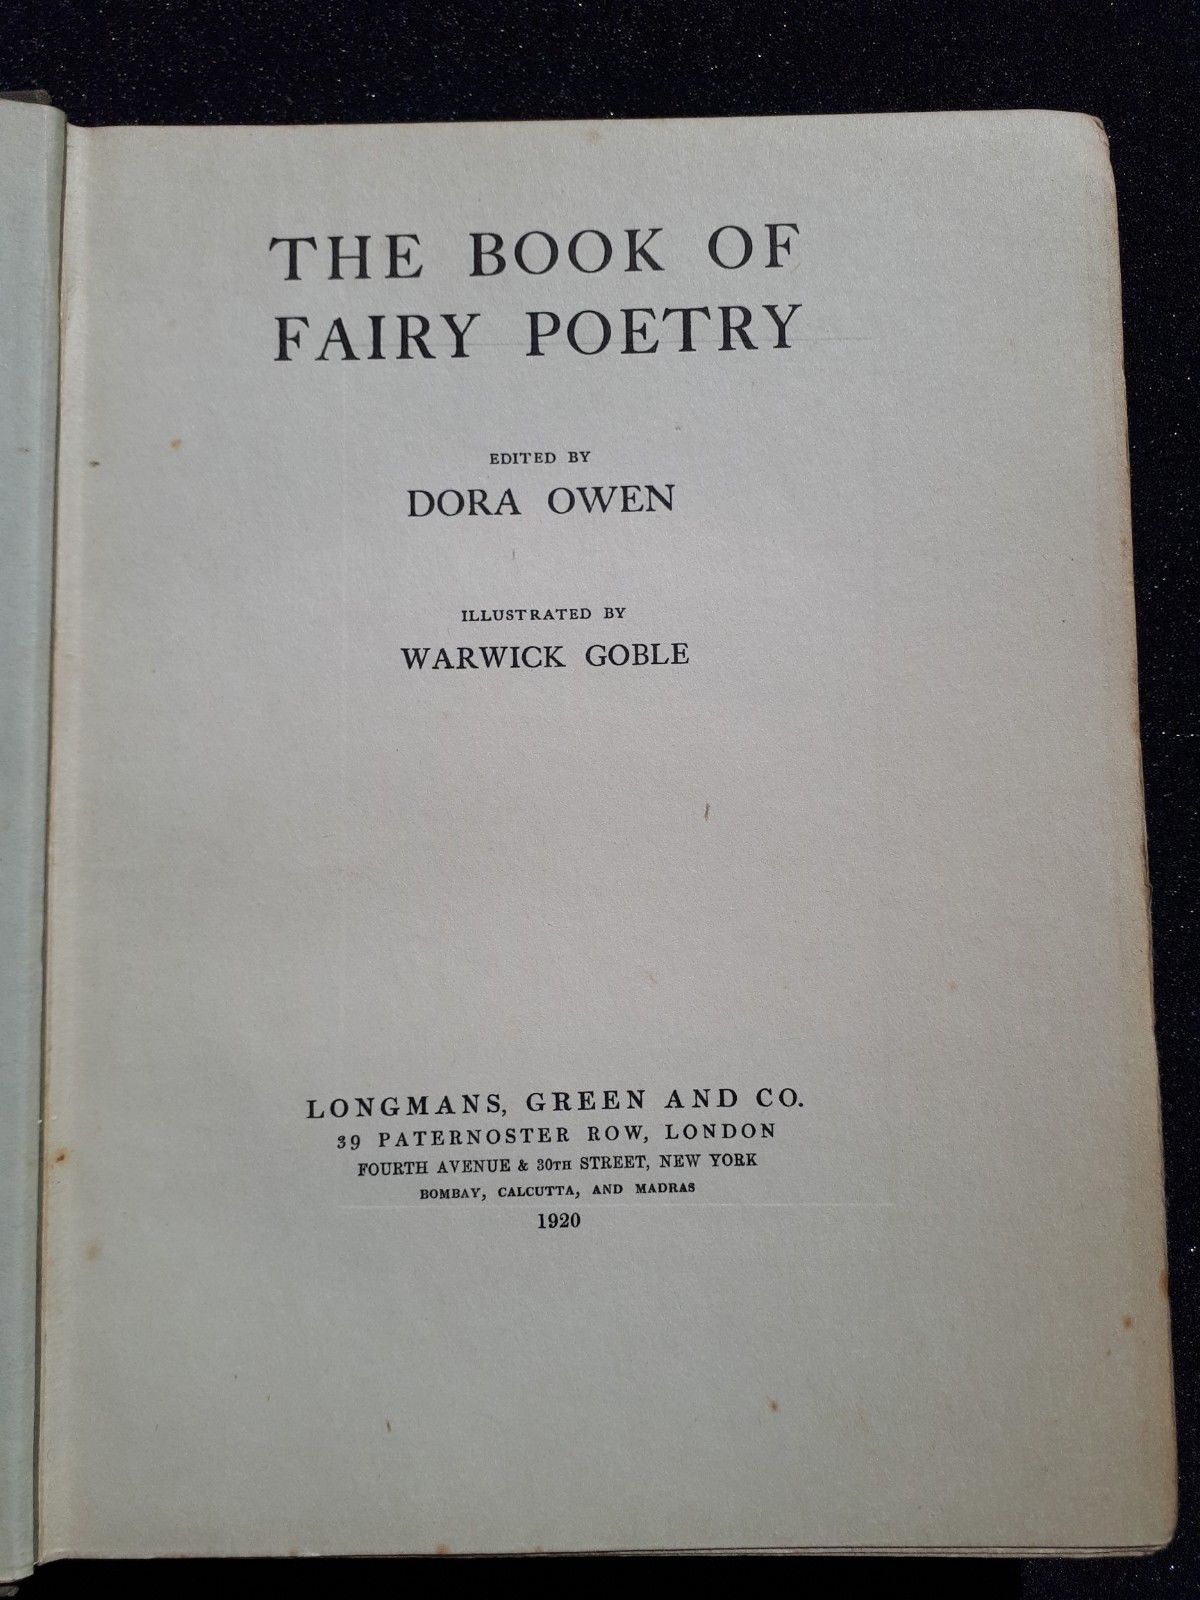 THE BOOK OF
FAIRY POETRY
EDITED BY
DORA OWEN
ILLUSTRATED BY
WARWICK GOBLE
LONGMANS, GREEN AND CO.
39 PATERNOSTER ROW, LONDON
FOURTH AVENUE & 30TH STREET, NEW YORK
BOMBAY, CALCUTTA, AND MADRAS
1920